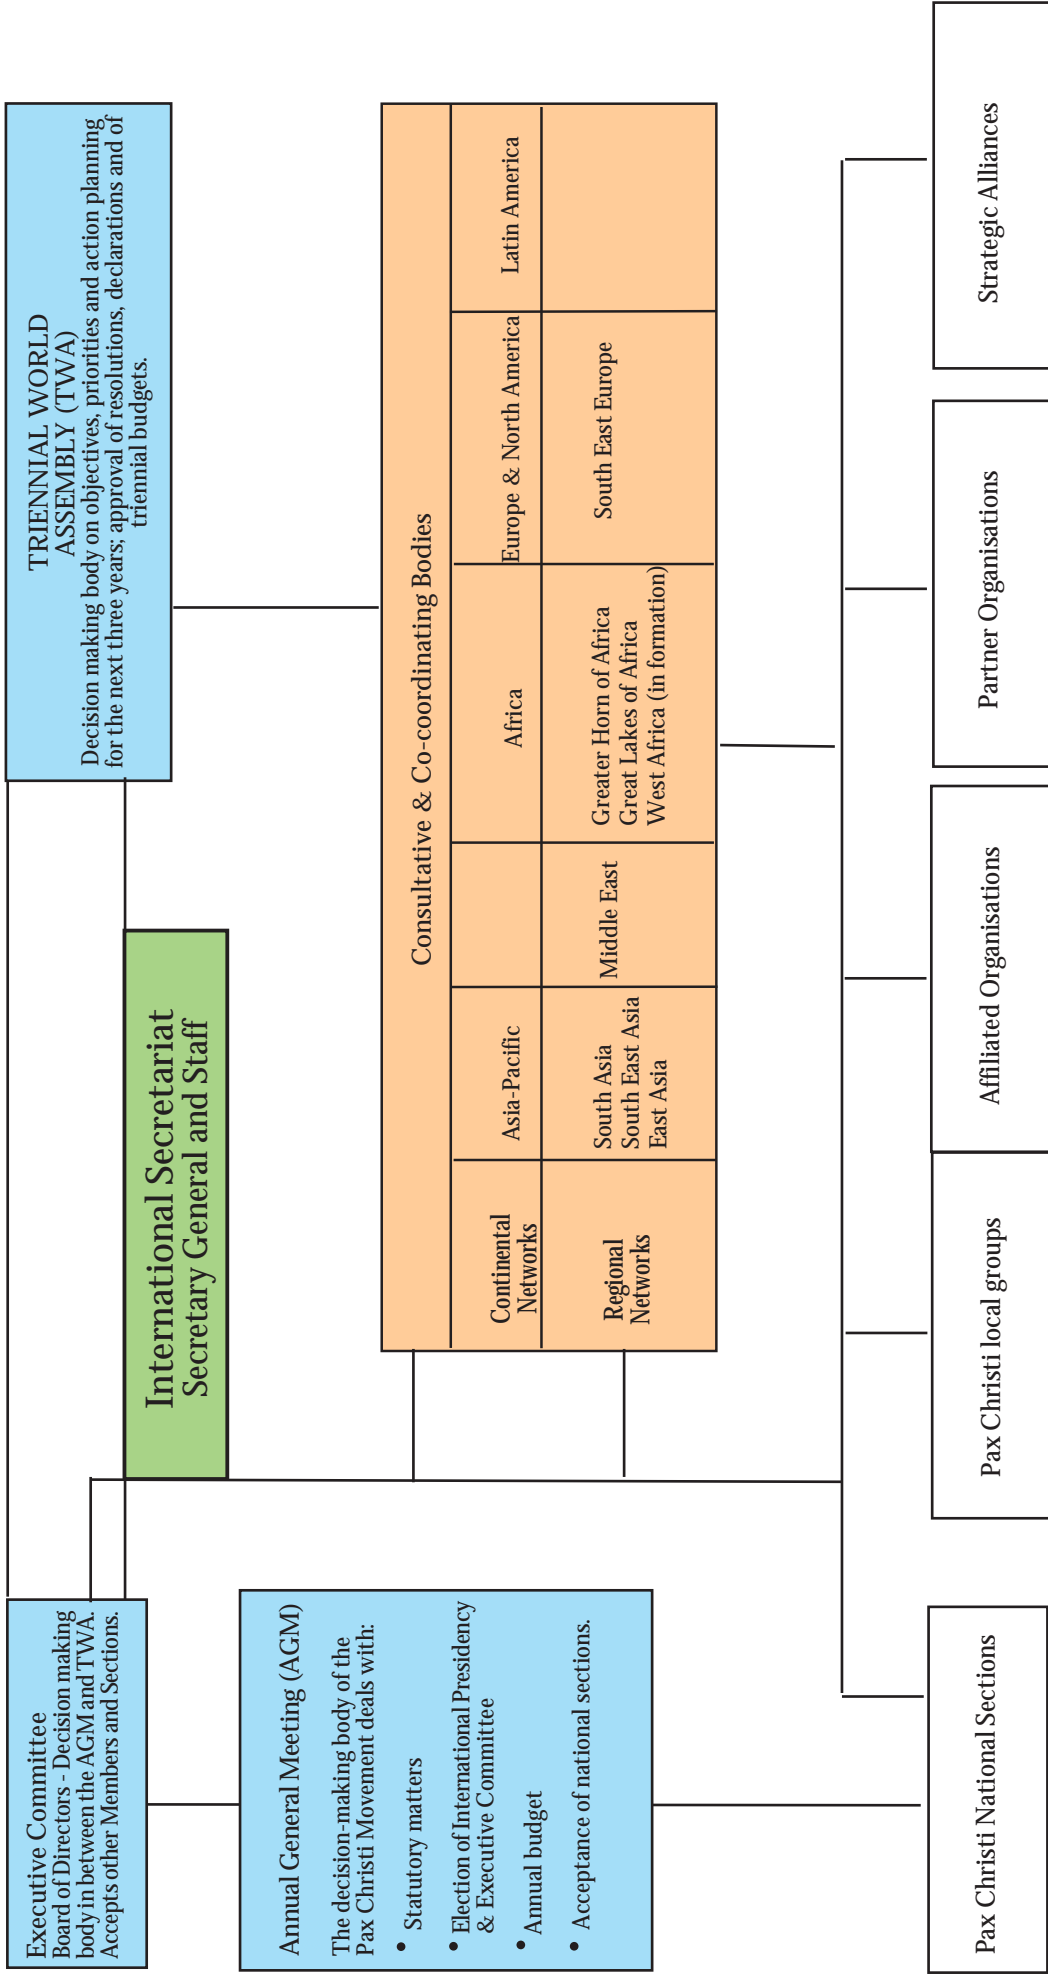 Executive Committee
Board of Directors - Decision making
body in between the AGM and TWA.
Accepts other Members and Sections.
International Secretariat
Secretary General and Staff
TRIENNIAL WORLD
ASSEMBLY (TWA)
Decision making body on objectives, priorities and action planning
for the next three years; approval of resolutions, declarations and of
triennial budgets.
Annual General Meeting (AGM)
The decision-making body of the
Pax Christi Movement deals with:
• Statutory matters
• Election of International Presidency
& Executive Committee
• Annual budget
• Acceptance of national sections.
Consultative & Co-coordinating Bodies
Continental
Networks
Asia-Pacific
Africa
Europe & North America
Latin America
Regional
Networks
South Asia
South East Asia
East Asia
Middle East
Greater Horn of Africa
Great Lakes of Africa
West Africa (in formation)
South East Europe
Pax Christi National Sections
Pax Christi local groups
Affiliated Organisations
Partner Organisations
Strategic Alliances